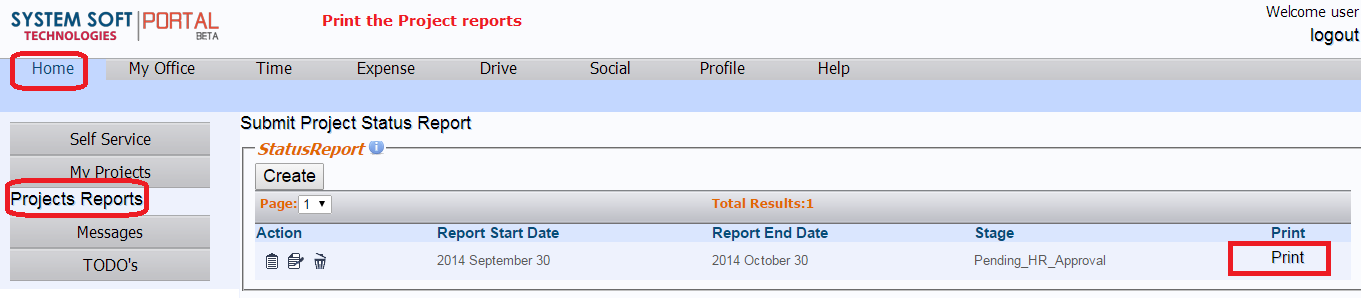 SYSTEM SOFT PORTAL
TECHNOLOGIES BETA
Print the Project reports
Welcome user
logout
Home My Office Time Expense Drive Social Profile Help
Self Service
My Projects
Projects Reports
Messages
TODO's
Submit Project Status Report
StatusReport
Create
Page: 1 Total Results:1
Action Report Start Date Report End Date Stage Print
2014 September 30 2014 October 30 Pending_HR_Approval Print